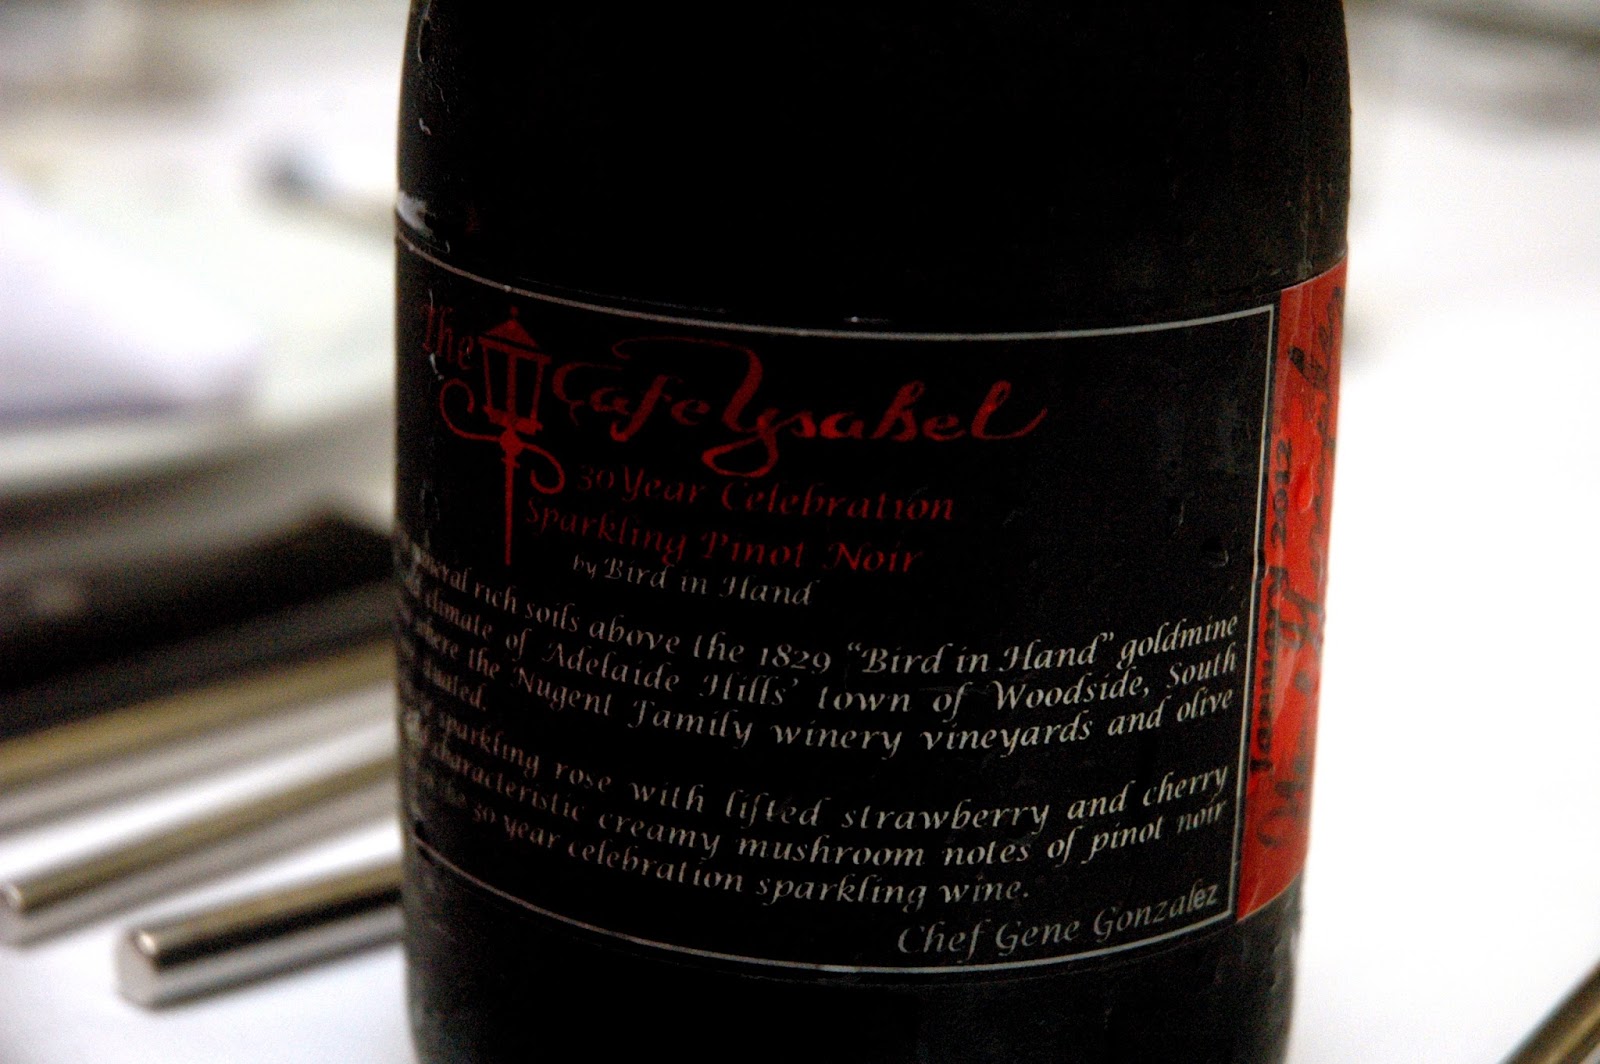 The Cafe Ysabel
30 Year Celebration
Sparkling Pinot Noir
by Bird in Hand
rich soils above the 1829 “Bird in Hand” goldmine
climate of Adelaide Hills' town of Woodside, South
where the Nugent Family winery vineyards and olive
sparkling rose with lifted strawberry and cherry
characteristic creamy mushroom notes of pinot noir
30 year celebration sparkling wine.
Chef Gene Gonzalez
January 2012